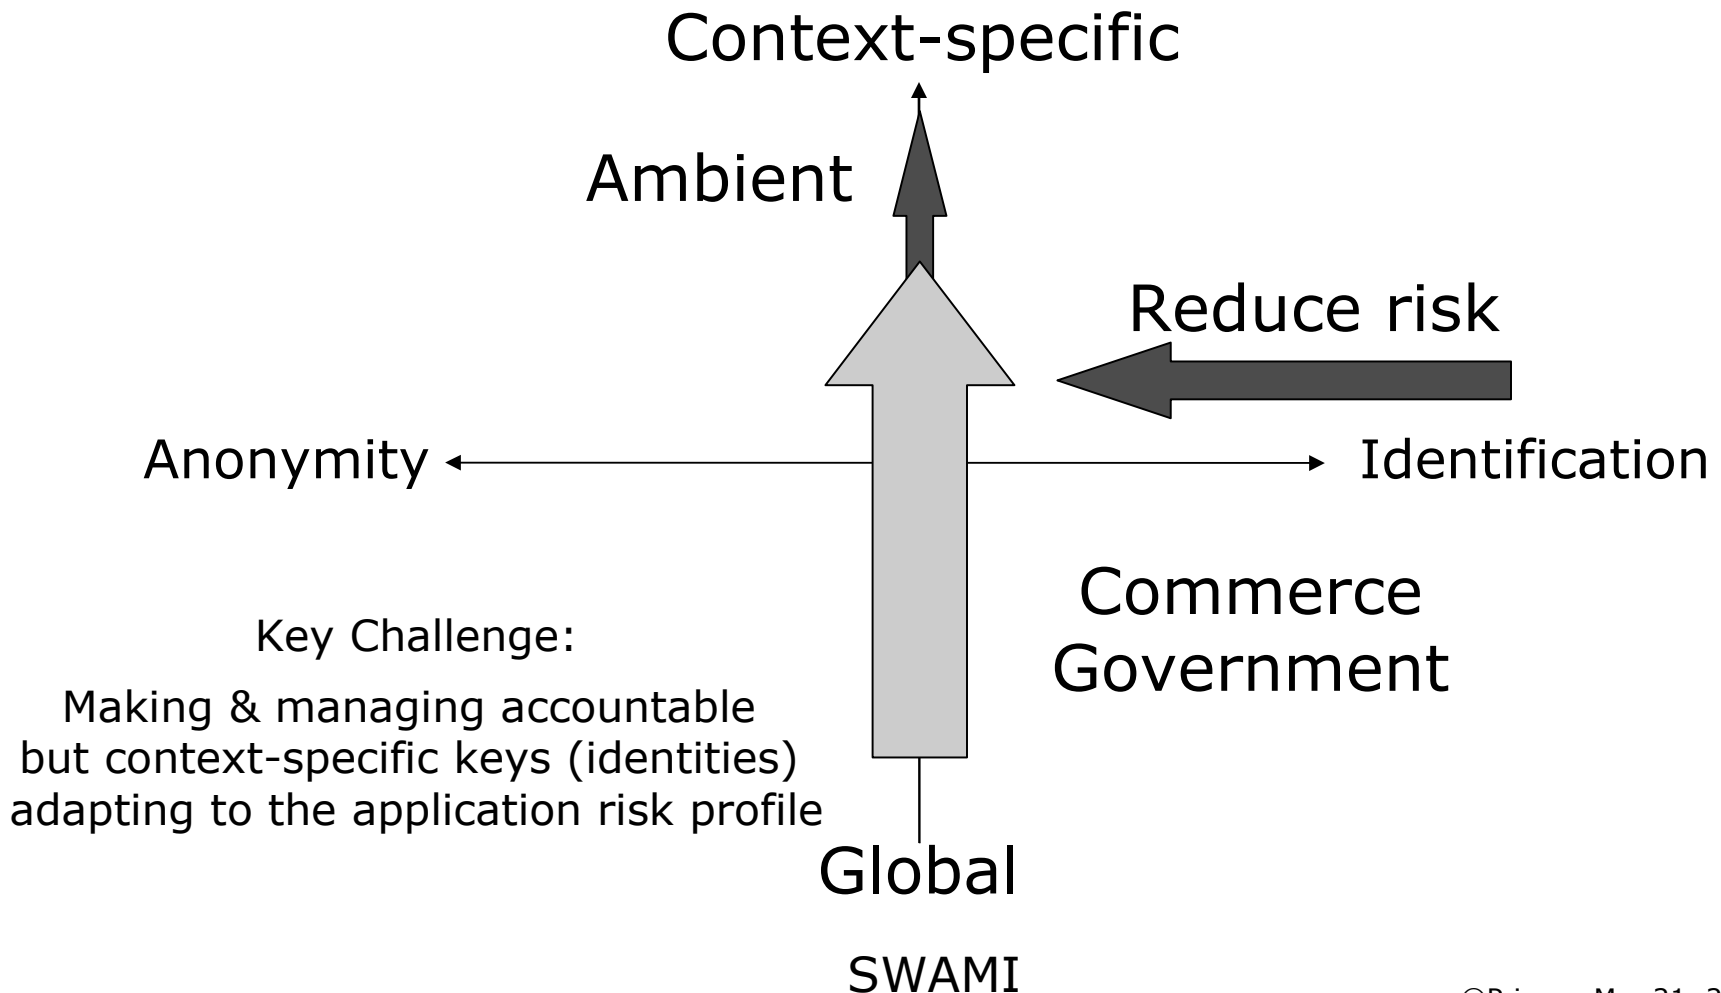 Context-specific
Ambient
Reduce risk
Anonymity
Identification
Commerce
Government
Key Challenge:
Making & managing accountable
but context-specific keys (identities)
adapting to the application risk profile
Global
SWAMI